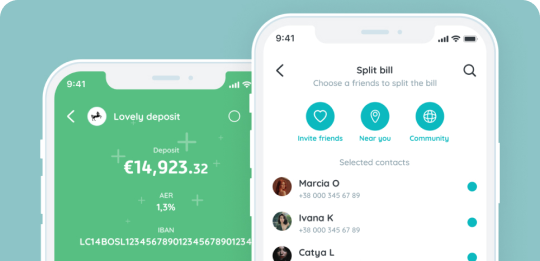 9:41
Lovely deposit
Deposit
€14,923.32
AER
1,3%
IBAN
LC14BOSL123456789012345678901234
9:41
Split bill
Choose a friends to split the bill
Invite friends
Near you
Community
Selected contacts
Marcia O
+38 000 345 67 89
Ivana K
+38 000 345 67 89
Catya L